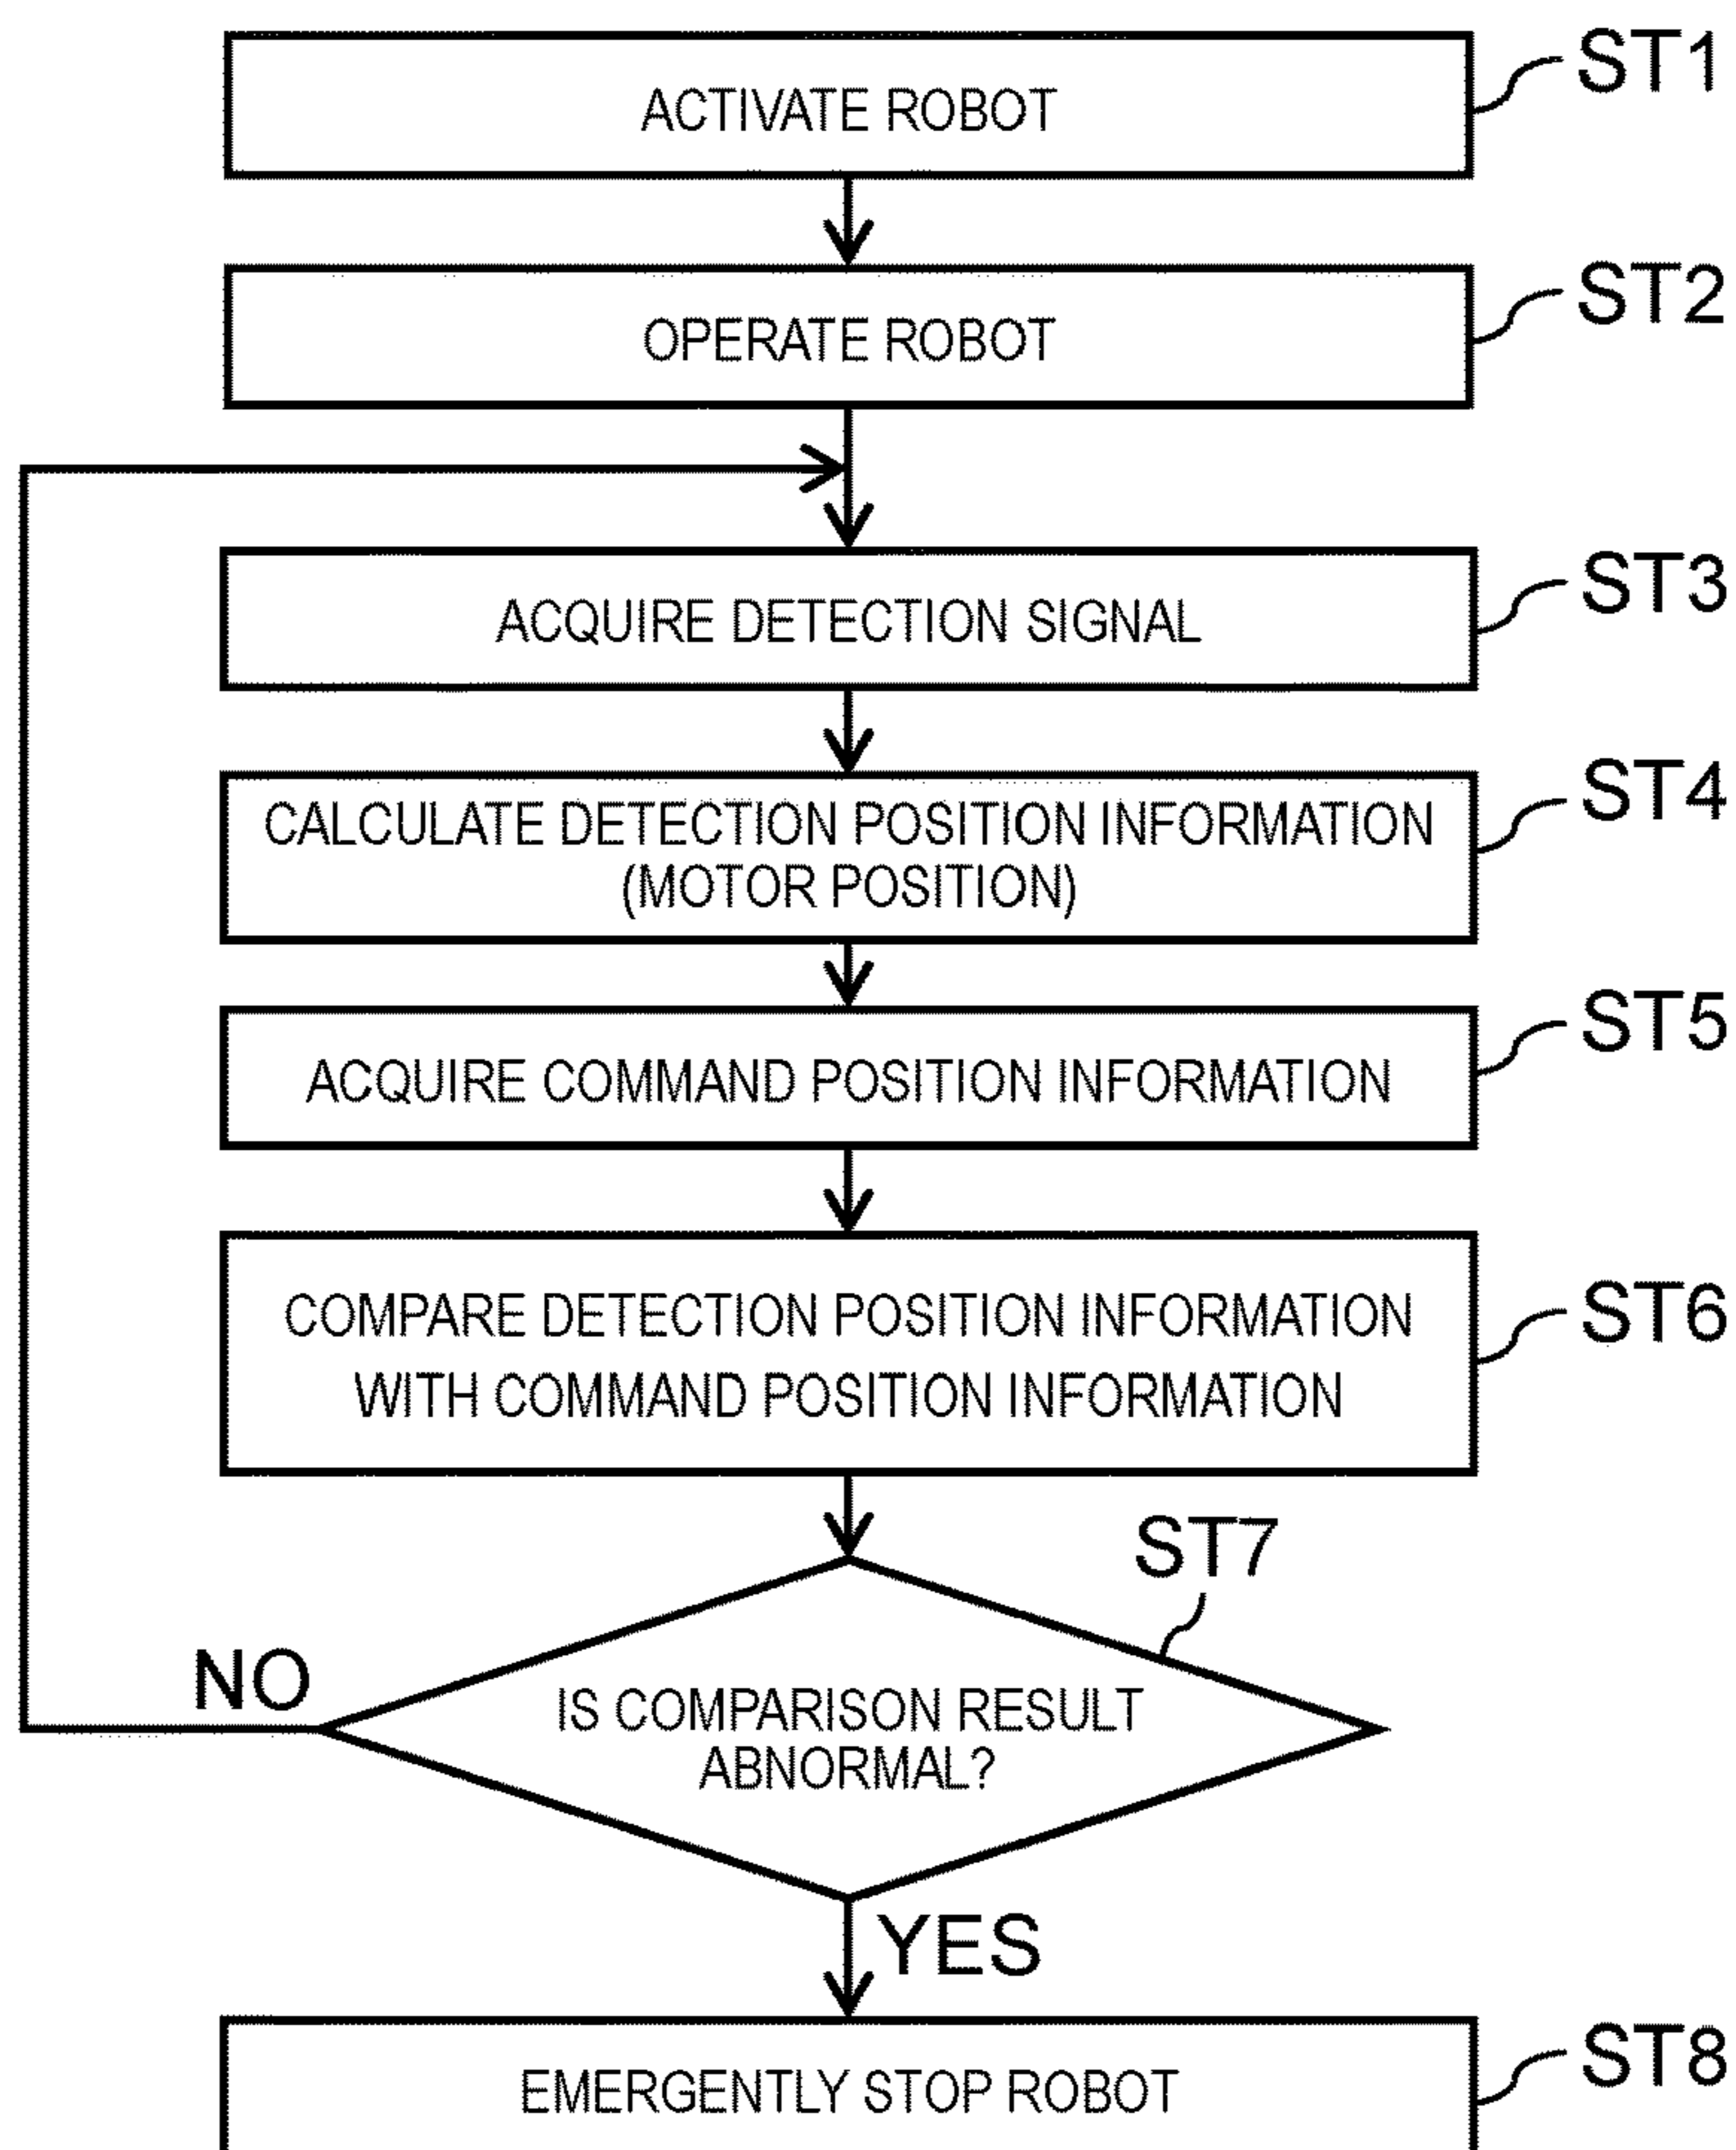 ACTIVATE ROBOT
ST1
OPERATE ROBOT
ST2
ACQUIRE DETECTION SIGNAL
ST3
CALCULATE DETECTION POSITION INFORMATION
(MOTOR POSITION)
ST4
ACQUIRE COMMAND POSITION INFORMATION
ST5
COMPARE DETECTION POSITION INFORMATION
WITH COMMAND POSITION INFORMATION
ST6
ST7
NO
IS COMPARISON RESULT
ABNORMAL?
YES
EMERGENTLY STOP ROBOT
ST8